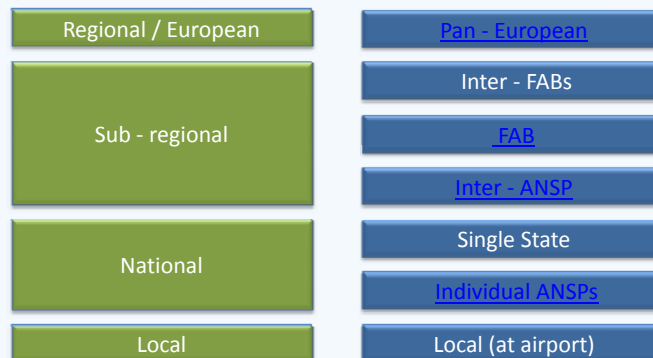 Regional / European
Pan - European
Sub - regional
Inter - FABs
FAB
Inter - ANSP
National
Single State
Individual ANSPs
Local
Local (at airport)